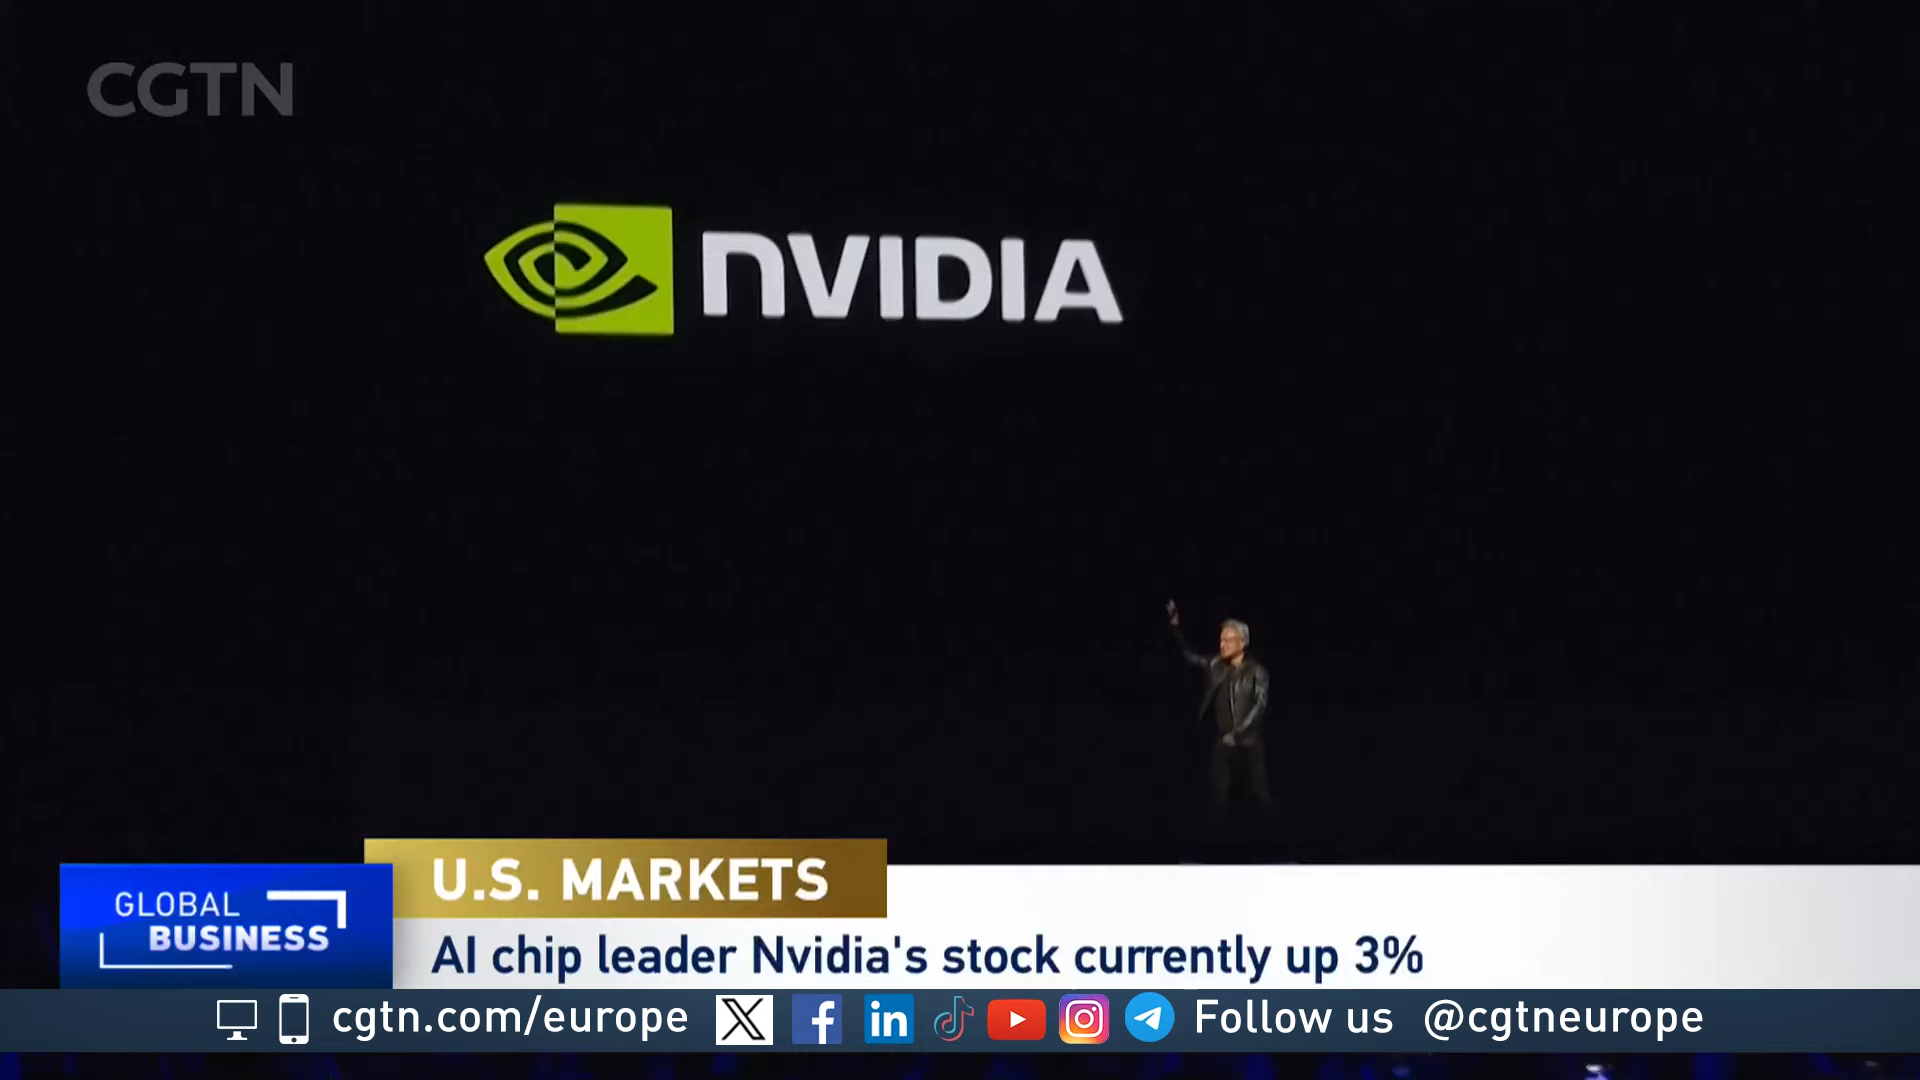 CGTN
NVIDIA
U.S. MARKETS
GLOBAL
BUSINESS
AI chip leader Nvidia's stock currently up 3%
cgtn.com/europe
Follow us @cgtneurope